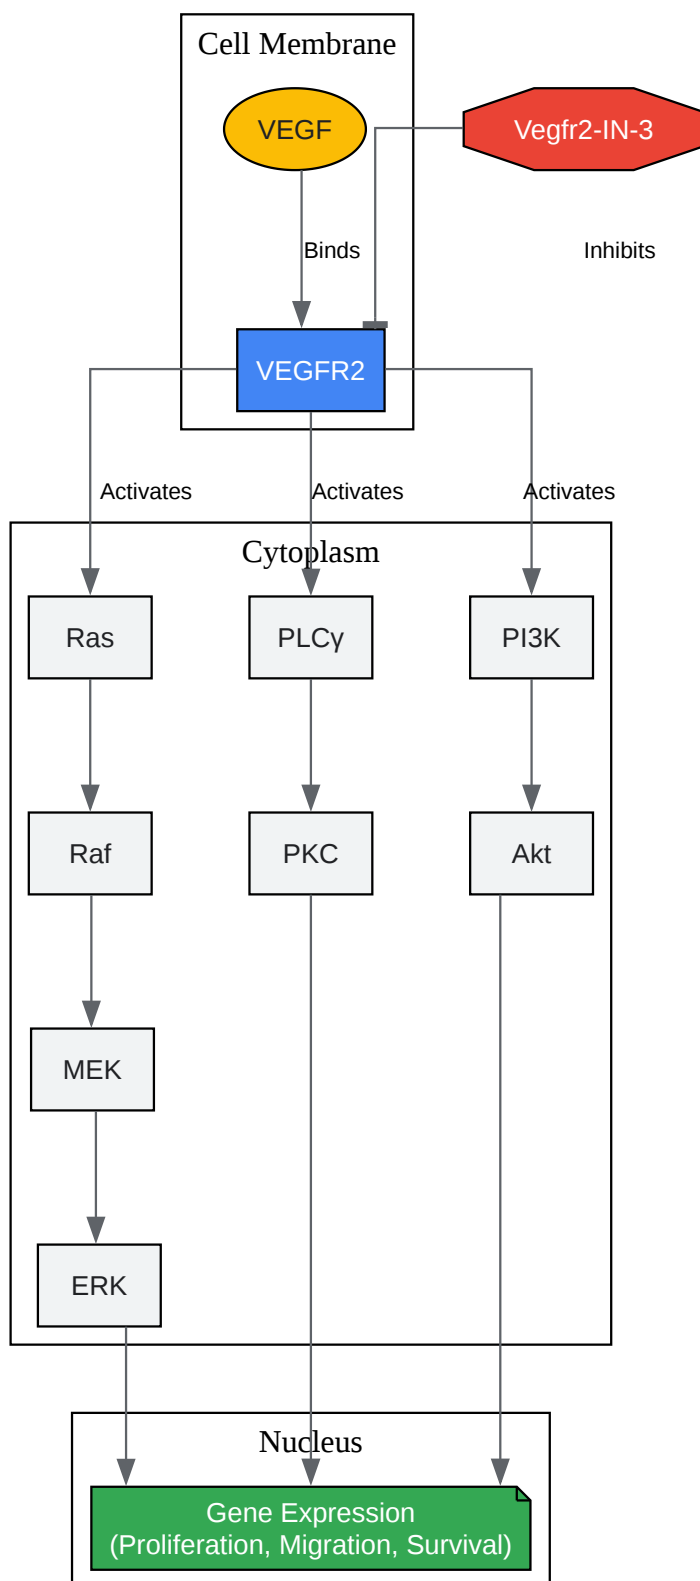 Cell Membrane
VEGF
Vegfr2-IN-3
Binds
Inhibits
VEGFR2
Activates
Activates
Activates
Cytoplasm
Ras
PLCγ
PI3K
Raf
PKC
Akt
MEK
ERK
Nucleus
Gene Expression
(Proliferation, Migration, Survival)